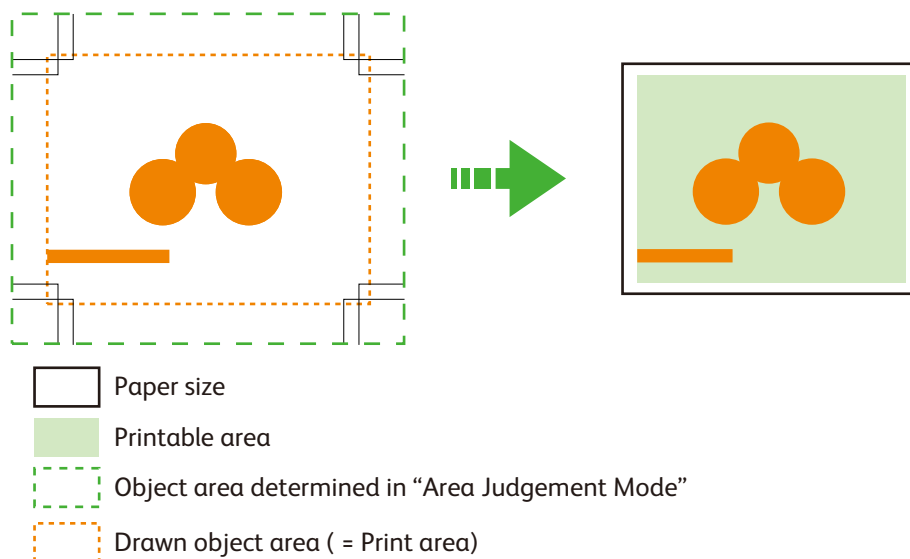 Paper size
Printable area
Object area determined in “Area Judgement Mode”
Drawn object area ( = Print area)